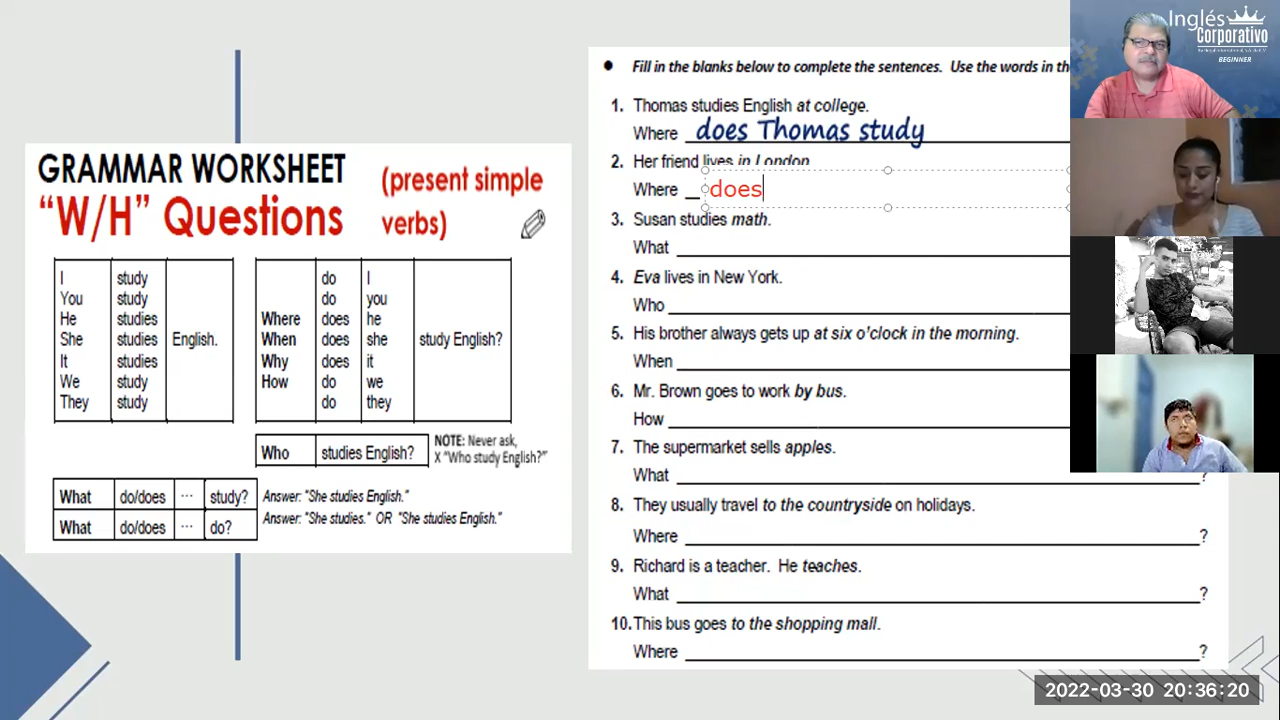 GRAMMAR WORKSHEET
“W/H” Questions
(present simple
verbs)
I study
You study
He studies
She studies English.
It studies
We study
They study
do I
do you
Where does he
When does she study English?
Why does it
How do we
do they
Who studies English?
NOTE: Never ask,
X “Who study English?”
What do/does ... study? Answer: "She studies English."
What do/does ... do? Answer: "She studies." OR "She studies English."
Fill in the blanks below to complete the sentences. Use the words in th
1. Thomas studies English at college.
Where does Thomas study
2. Her friend lives in London
Where does
3. Susan studies math.
What
4. Eva lives in New York.
Who
5. His brother always gets up at six o’clock in the morning.
When
6. Mr. Brown goes to work by bus.
How
7. The supermarket sells apples.
What ?
8. They usually travel to the countryside on holidays.
Where ?
9. Richard is a teacher. He teaches.
What ?
10. This bus goes to the shopping mall.
Where ?
Inglés
Corporativo
BEGINNER
2022-03-30 20:36:20